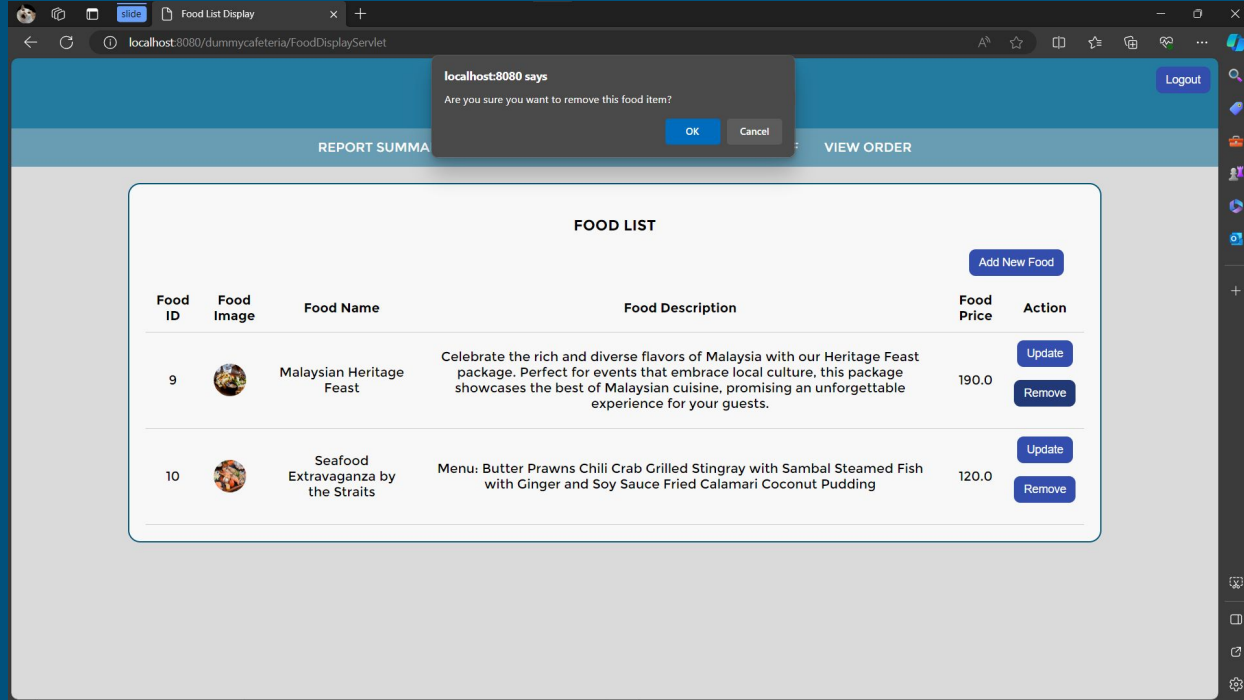 slide
Food List Display
localhost:8080/dummycafeteria/FoodDisplayServlet
localhost:8080 says
Are you sure you want to remove this food item?
OK
Cancel
Logout
REPORT SUMMA
VIEW ORDER
FOOD LIST
Add New Food
Food
ID
Food
Image
Food Name
Food Description
Food
Price
Action
9
Malaysian Heritage
Feast
Celebrate the rich and diverse flavors of Malaysia with our Heritage Feast
package. Perfect for events that embrace local culture, this package
showcases the best of Malaysian cuisine, promising an unforgettable
experience for your guests.
190.0
Update
Remove
10
Seafood
Extravaganza by
the Straits
Menu: Butter Prawns Chili Crab Grilled Stingray with Sambal Steamed Fish
with Ginger and Soy Sauce Fried Calamari Coconut Pudding
120.0
Update
Remove